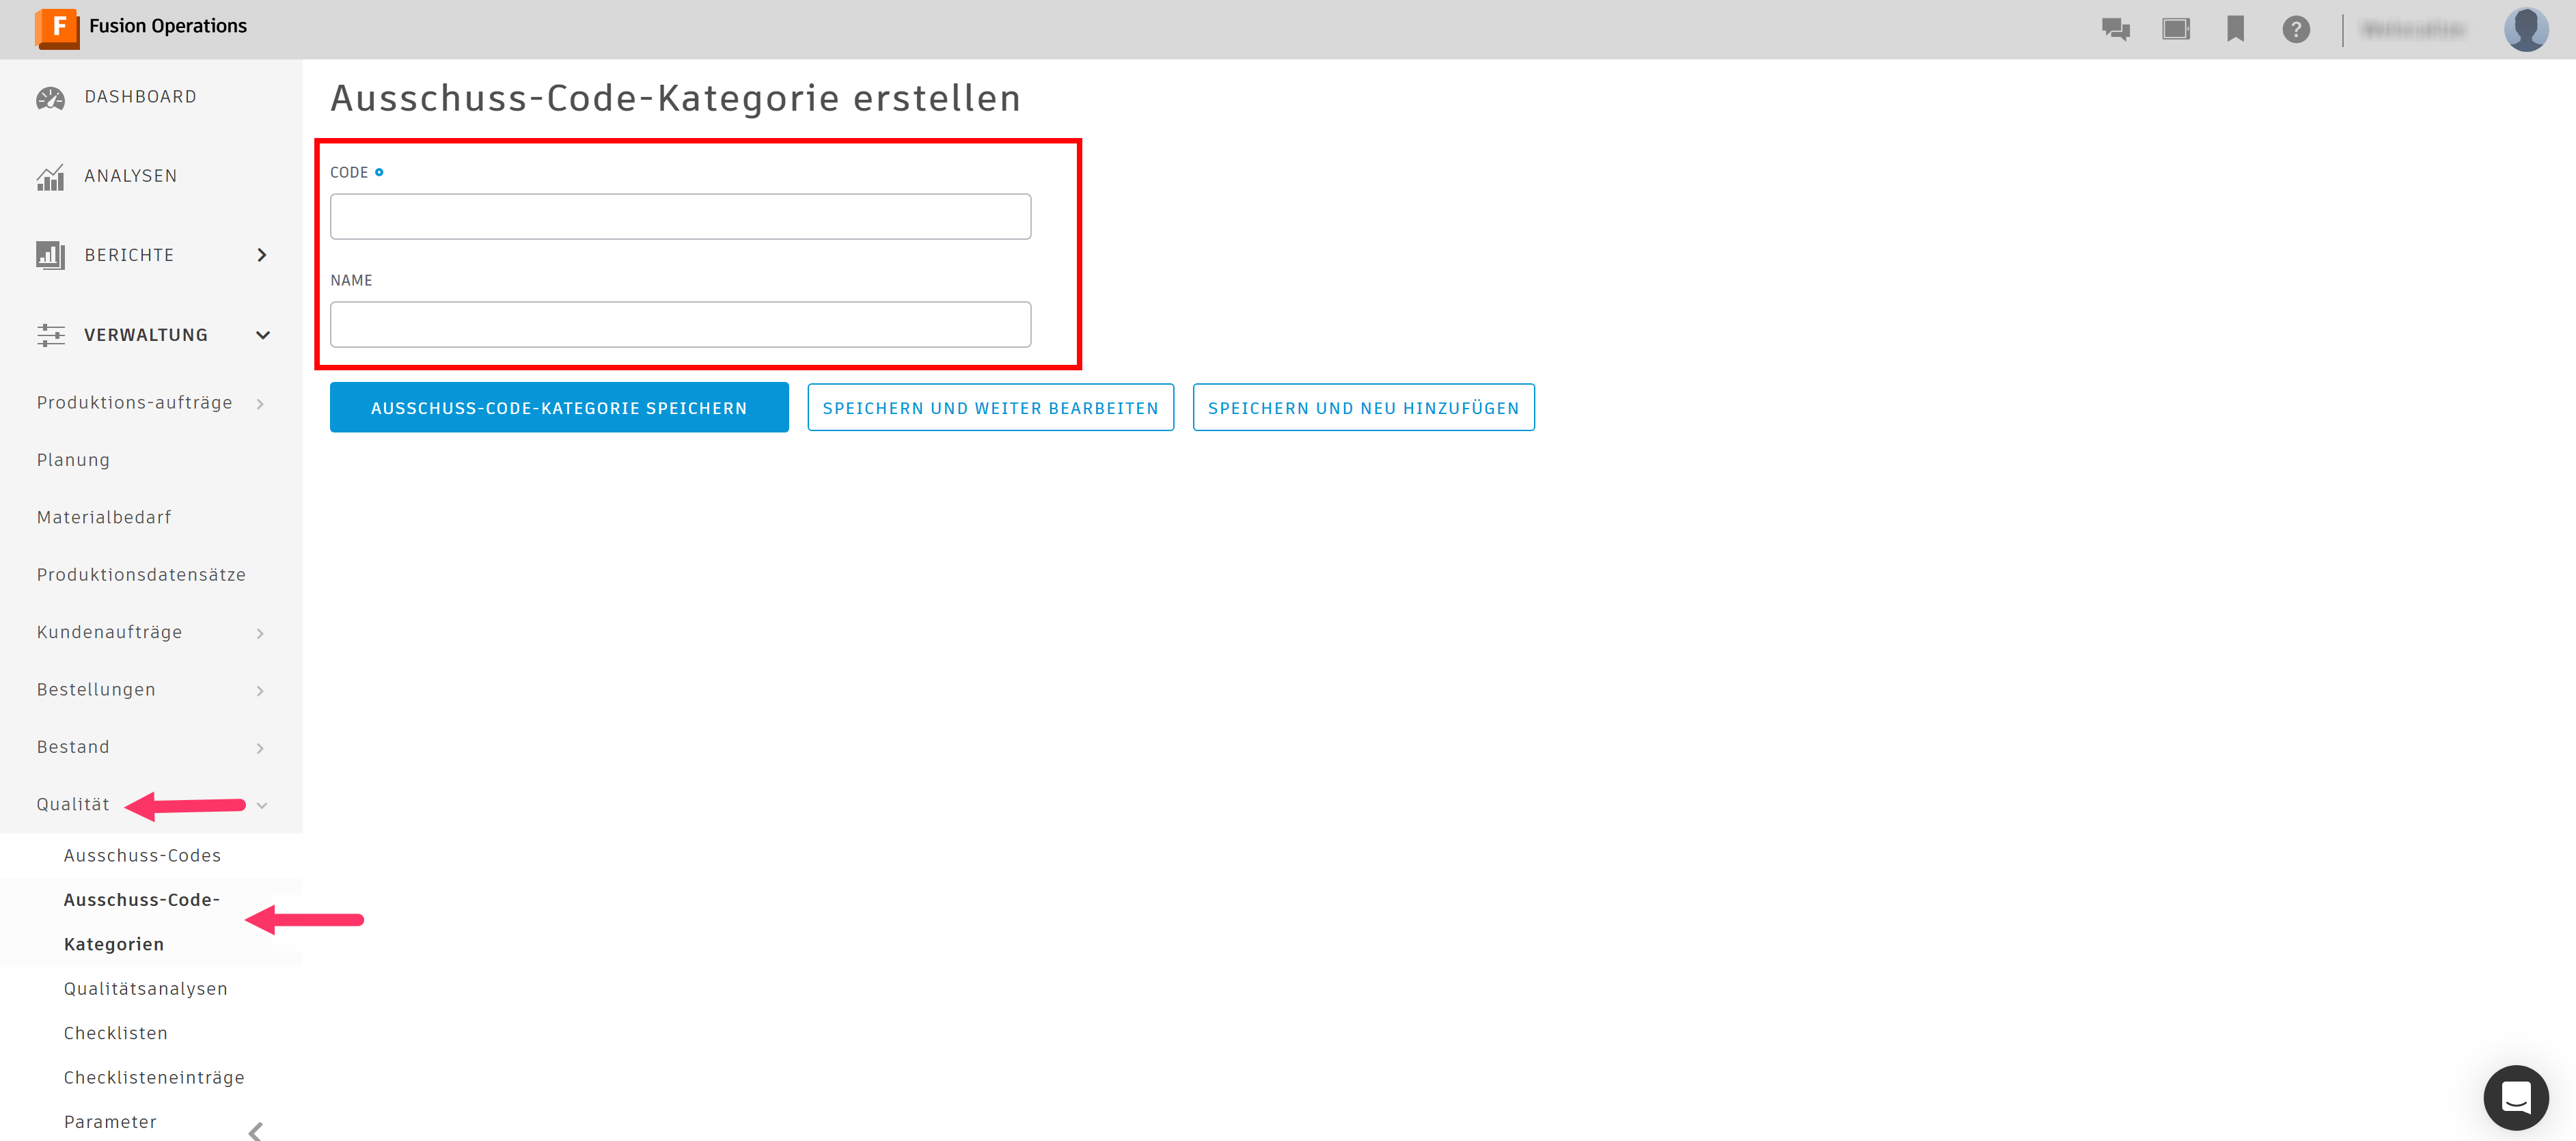 F Fusion Operations
?
DASHBOARD
ANALYSEN
BERICHTE
VERWALTUNG
Produktions-aufträge
Planung
Materialbedarf
Produktionsdatensätze
Kundenaufträge
Bestellungen
Bestand
Qualität
Ausschuss-Codes
Ausschuss-Code-
Kategorien
Qualitätsanalysen
Checklisten
Checklisteneinträge
Parameter
Ausschuss-Code-Kategorie erstellen
CODE
NAME
AUSSCHUSS-CODE-KATEGORIE SPEICHERN
SPEICHERN UND WEITER BEARBEITEN
SPEICHERN UND NEU HINZUFÜGEN